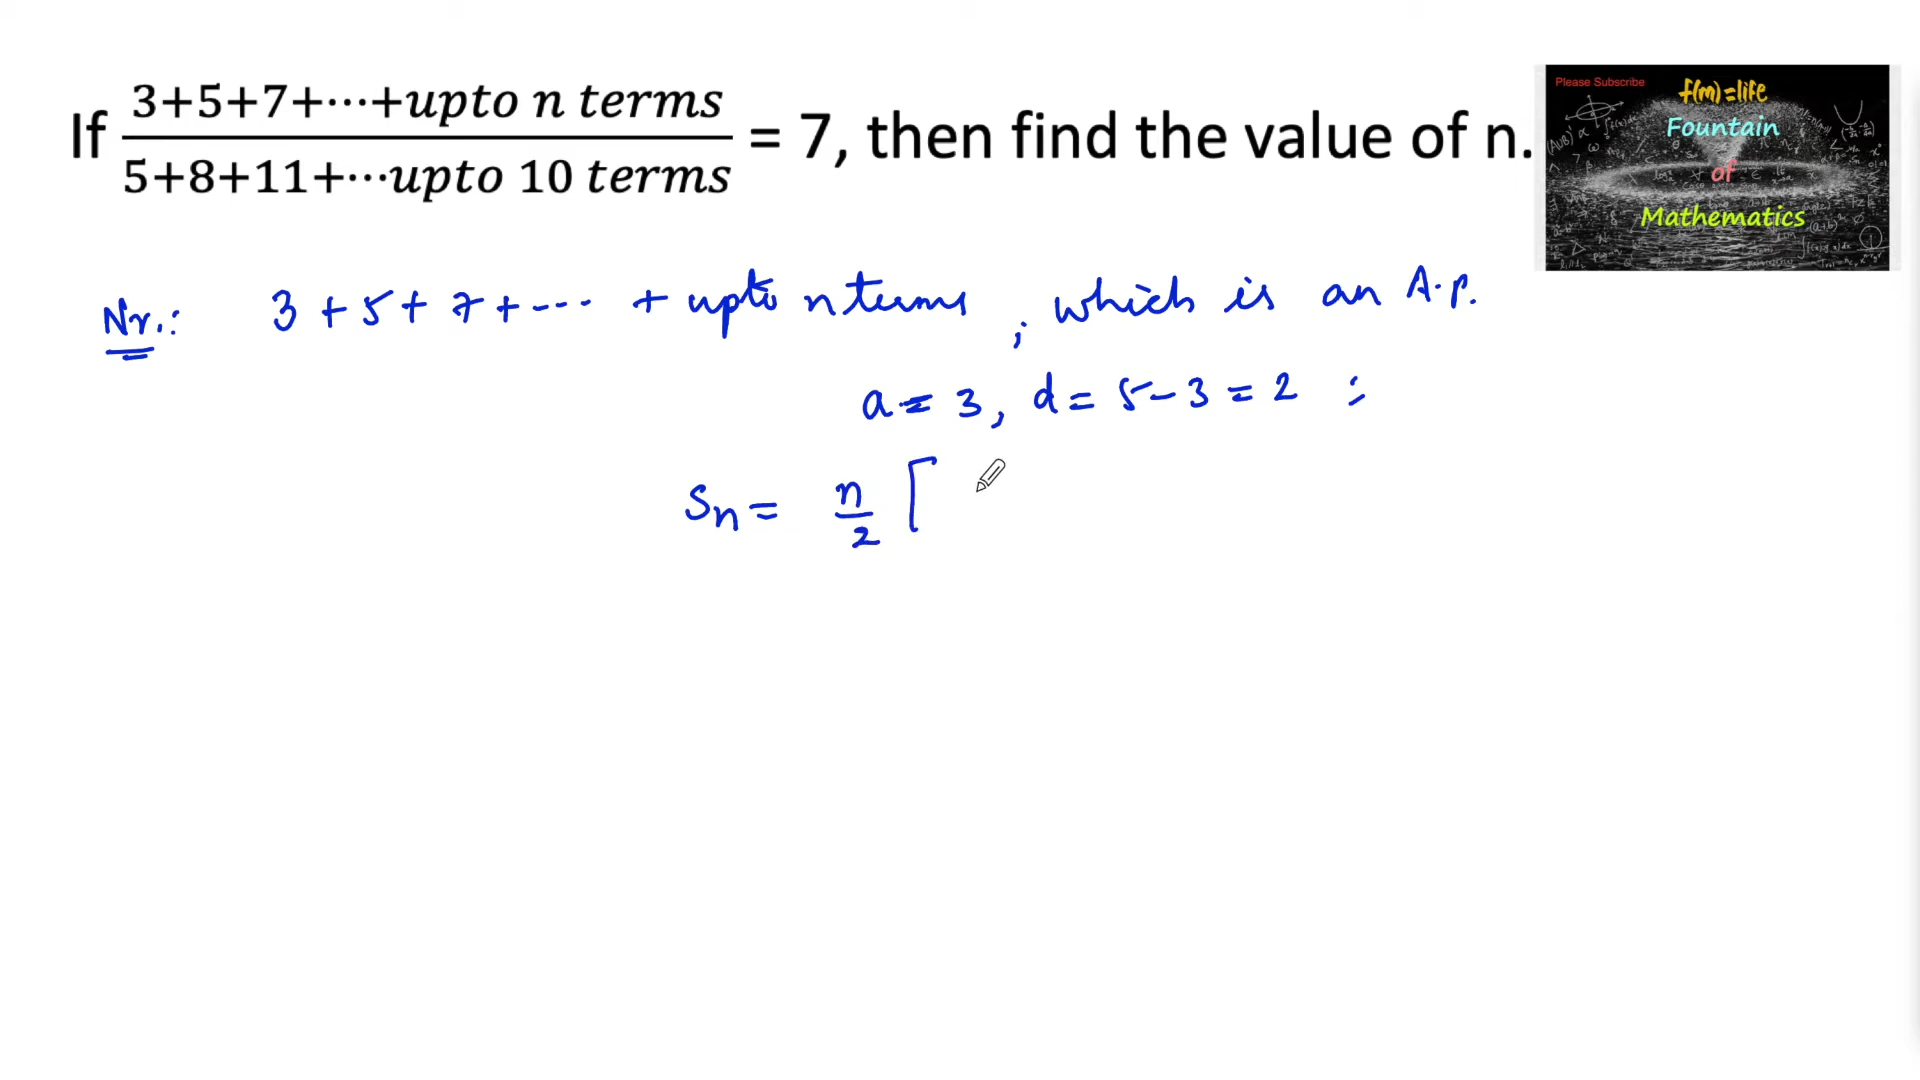 If 3+5+7+⋯+upto n terms / 5+8+11+⋯upto 10 terms = 7, then find the value of n.
Please Subscribe
f(m)=life
Fountain
of
Mathematics
Nr.: 3 + 5 + 7 + --- + upto n terms , which is an A.P.
a = 3, d = 5 - 3 = 2 :
Sn = n/2 [